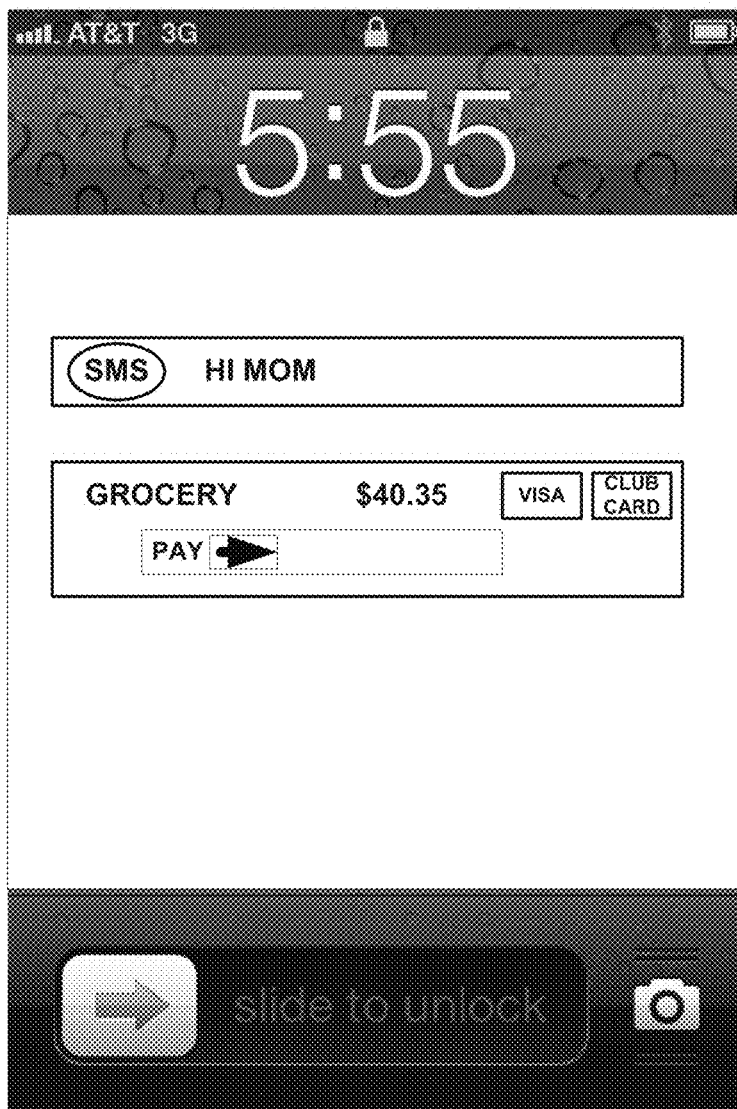 AT&T 3G
5:55
SMS HI MOM
GROCERY $40.35 VISA CLUB CARD
PAY
slide to unlock